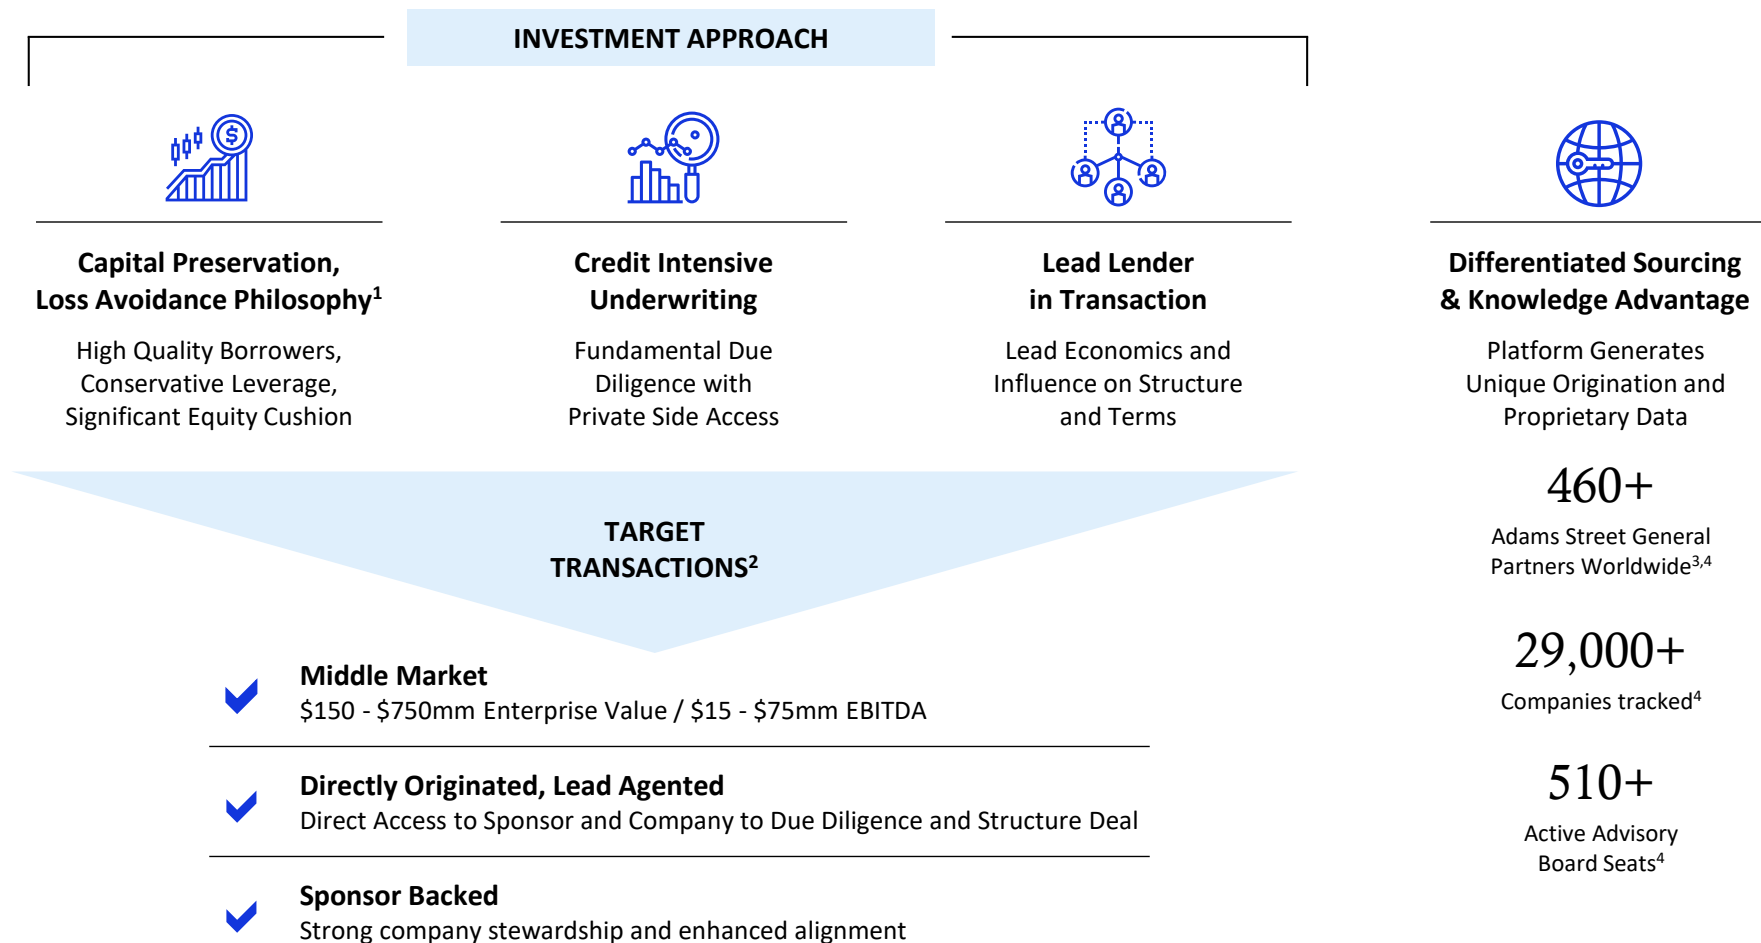 INVESTMENT APPROACH
Capital Preservation,
Loss Avoidance Philosophy1
High Quality Borrowers,
Conservative Leverage,
Significant Equity Cushion
Credit Intensive
Underwriting
Fundamental Due
Diligence with
Private Side Access
Lead Lender
in Transaction
Lead Economics and
Influence on Structure
and Terms
TARGET
TRANSACTIONS2
Middle Market
$150 - $750mm Enterprise Value / $15 - $75mm EBITDA
Directly Originated, Lead Agented
Direct Access to Sponsor and Company to Due Diligence and Structure Deal
Sponsor Backed
Strong company stewardship and enhanced alignment
Differentiated Sourcing
& Knowledge Advantage
Platform Generates
Unique Origination and
Proprietary Data
460+
Adams Street General
Partners Worldwide3,4
29,000+
Companies tracked4
510+
Active Advisory
Board Seats4